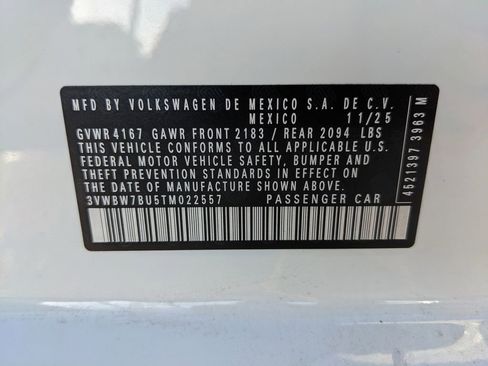 MFD BY VOLKSWAGEN DE MEXICO S.A. DE C.V.
MEXICO 11/25
GVWR 4167 GAWR FRONT 2183 / REAR 2094 LBS
THIS VEHICLE CONFORMS TO ALL APPLICABLE U.S.
FEDERAL MOTOR VEHICLE SAFETY, BUMPER AND
THEFT PREVENTION STANDARDS IN EFFECT ON
THE DATE OF MANUFACTURE SHOWN ABOVE.
3VWBW7BU5TM022557 PASSENGER CAR
4521397 3963 M